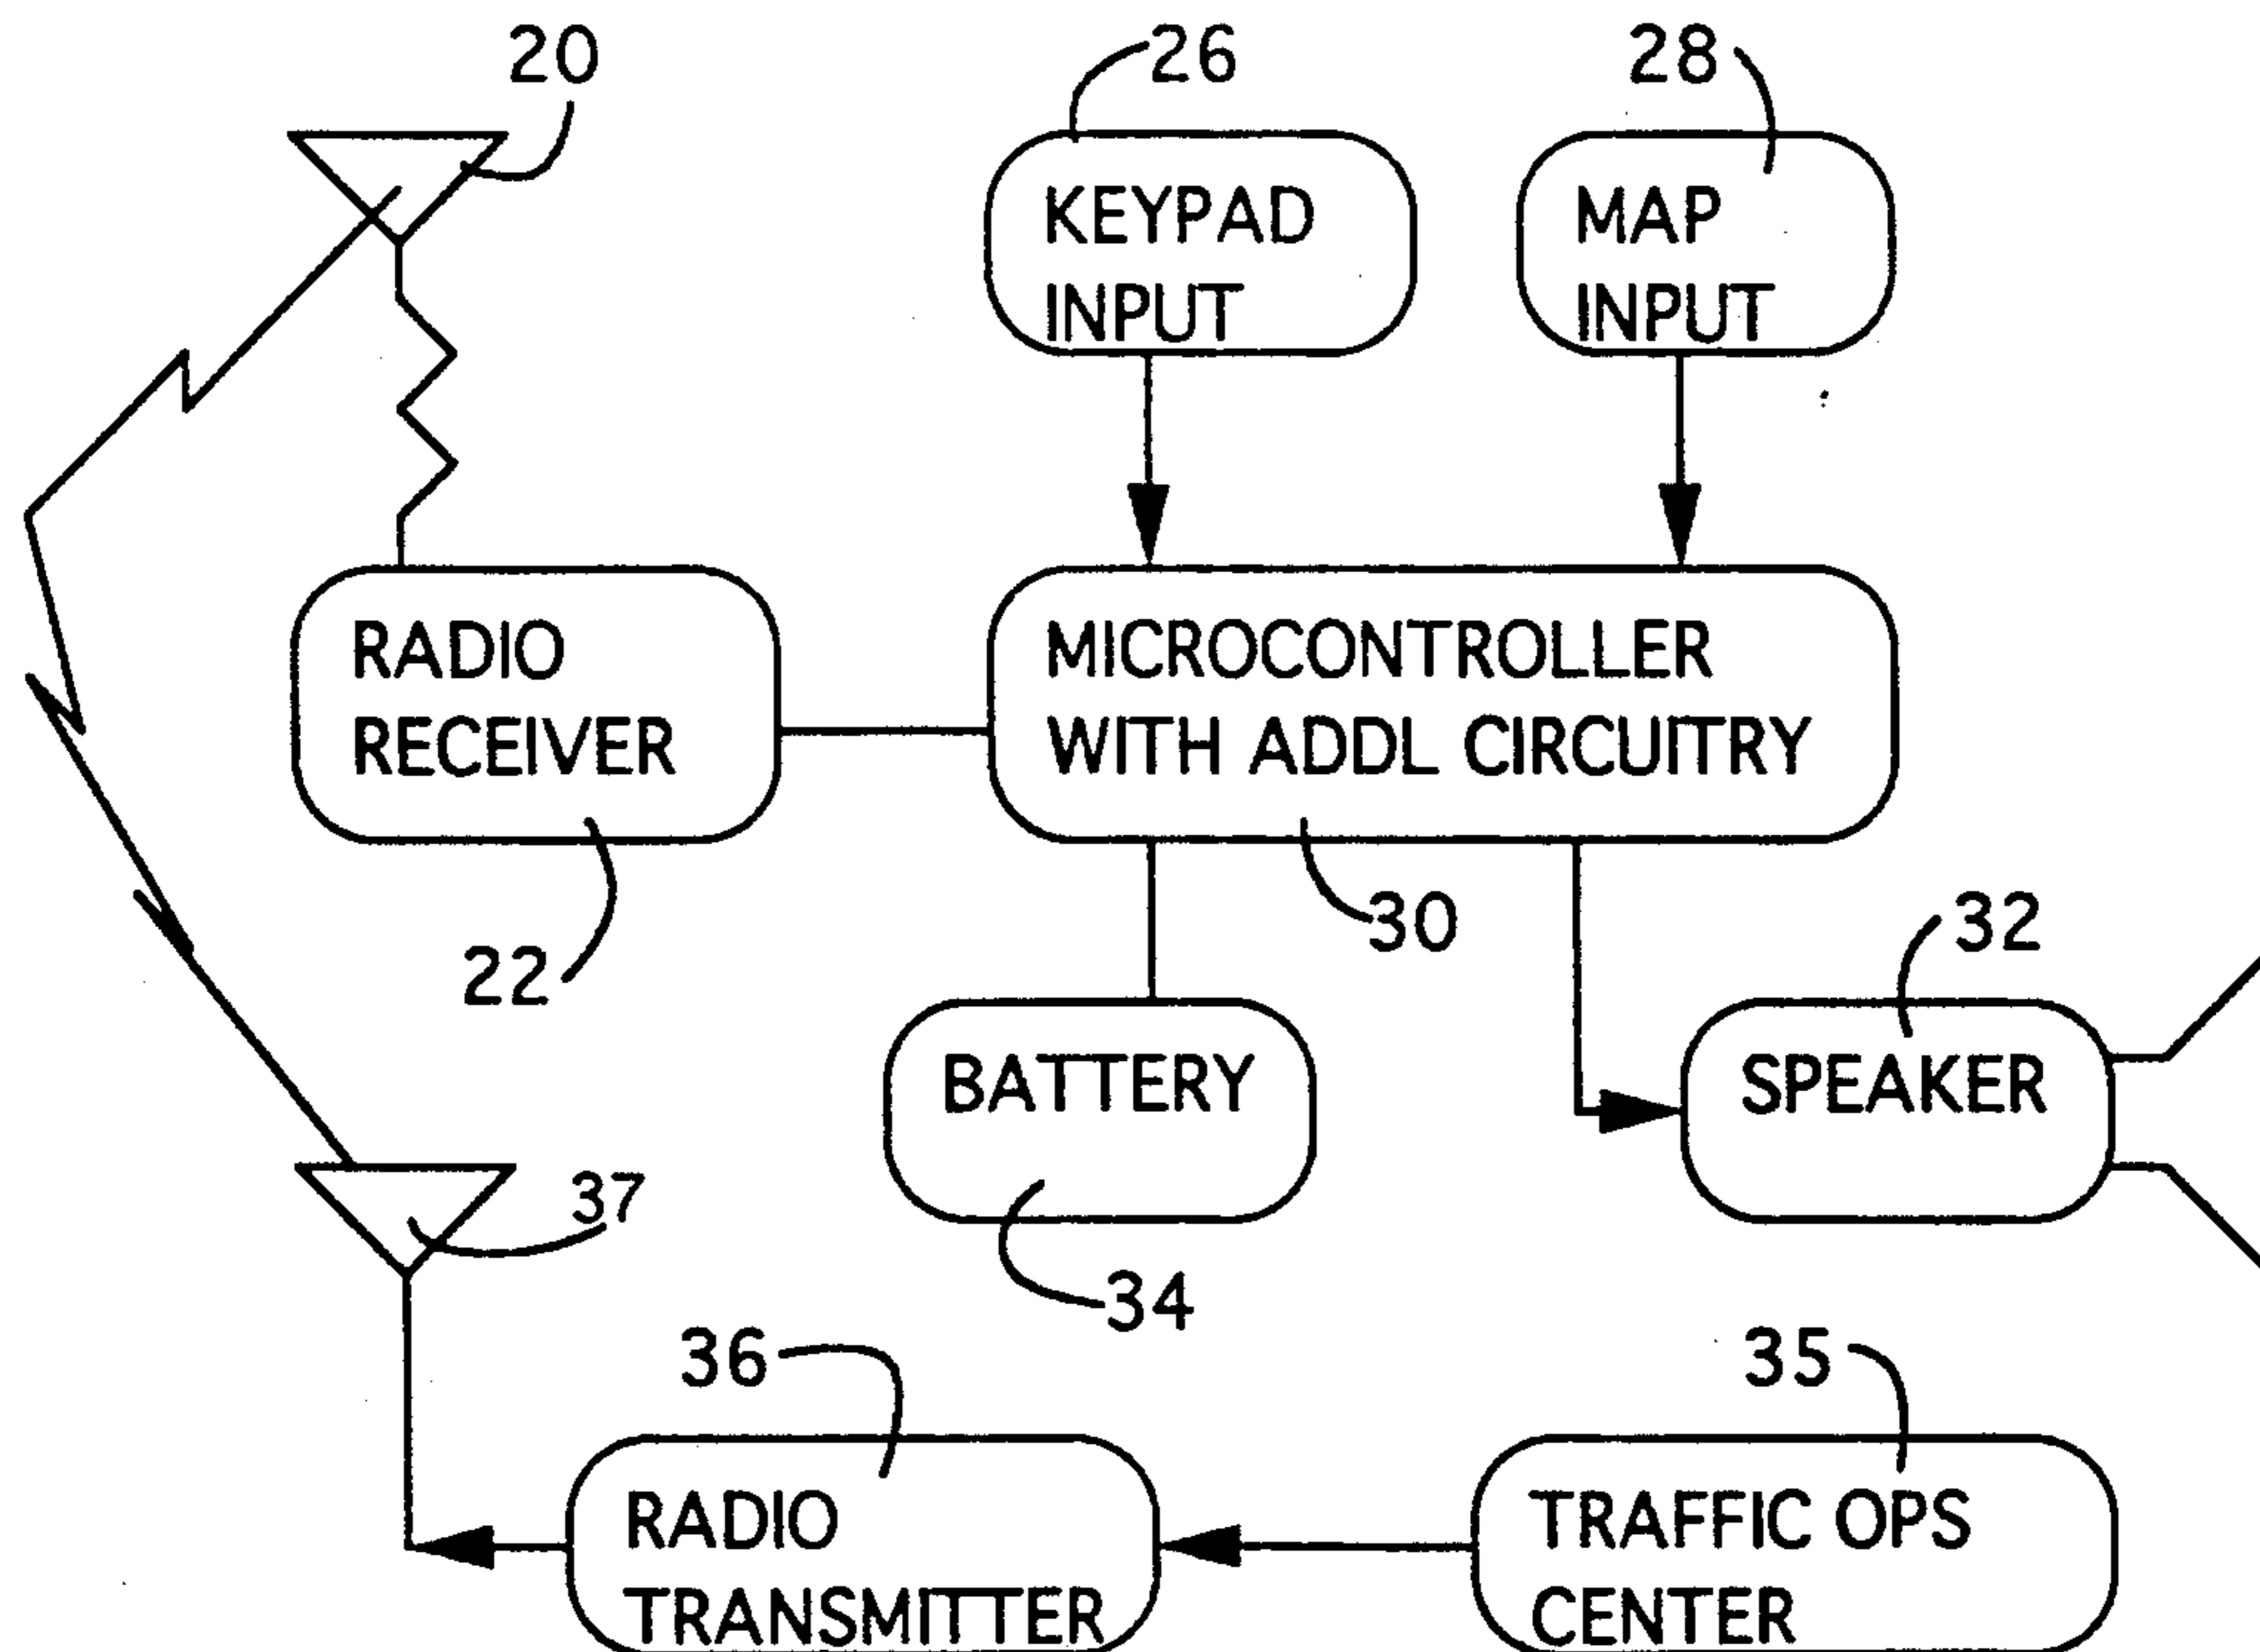 20
26
28
KEYPAD
INPUT
MAP
INPUT
RADIO
RECEIVER
MICROCONTROLLER
WITH ADDL CIRCUITRY
22
30
32
BATTERY
SPEAKER
37
34
36
35
RADIO
TRANSMITTER
TRAFFIC OPS
CENTER